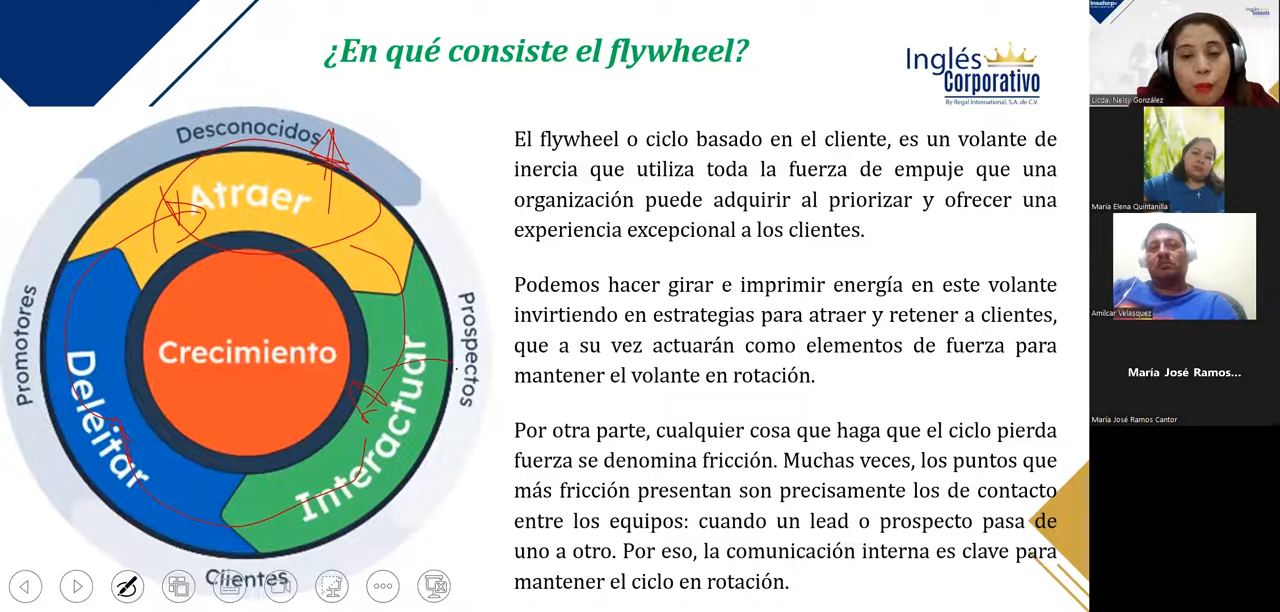 ¿En qué consiste el flywheel?
Inglés
Corporativo
By Regal International, S.A. de C.V.
Desconocidos
Atraer
Promotores
Prospectos
Crecimiento
Deleitar
Interactuar
Clientes
El flywheel o ciclo basado en el cliente, es un volante de
inercia que utiliza toda la fuerza de empuje que una
organización puede adquirir al priorizar y ofrecer una
experiencia excepcional a los clientes.
Podemos hacer girar e imprimir energía en este volante
invirtiendo en estrategias para atraer y retener a clientes,
que a su vez actuarán como elementos de fuerza para
mantener el volante en rotación.
Por otra parte, cualquier cosa que haga que el ciclo pierda
fuerza se denomina fricción. Muchas veces, los puntos que
más fricción presentan son precisamente los de contacto
entre los equipos: cuando un lead o prospecto pasa de
uno a otro. Por eso, la comunicación interna es clave para
mantener el ciclo en rotación.
Insaforp
Licda. Nelsy González
María Elena Quintanilla
Amilcar Velasquez
María José Ramos...
María José Ramos Cantor